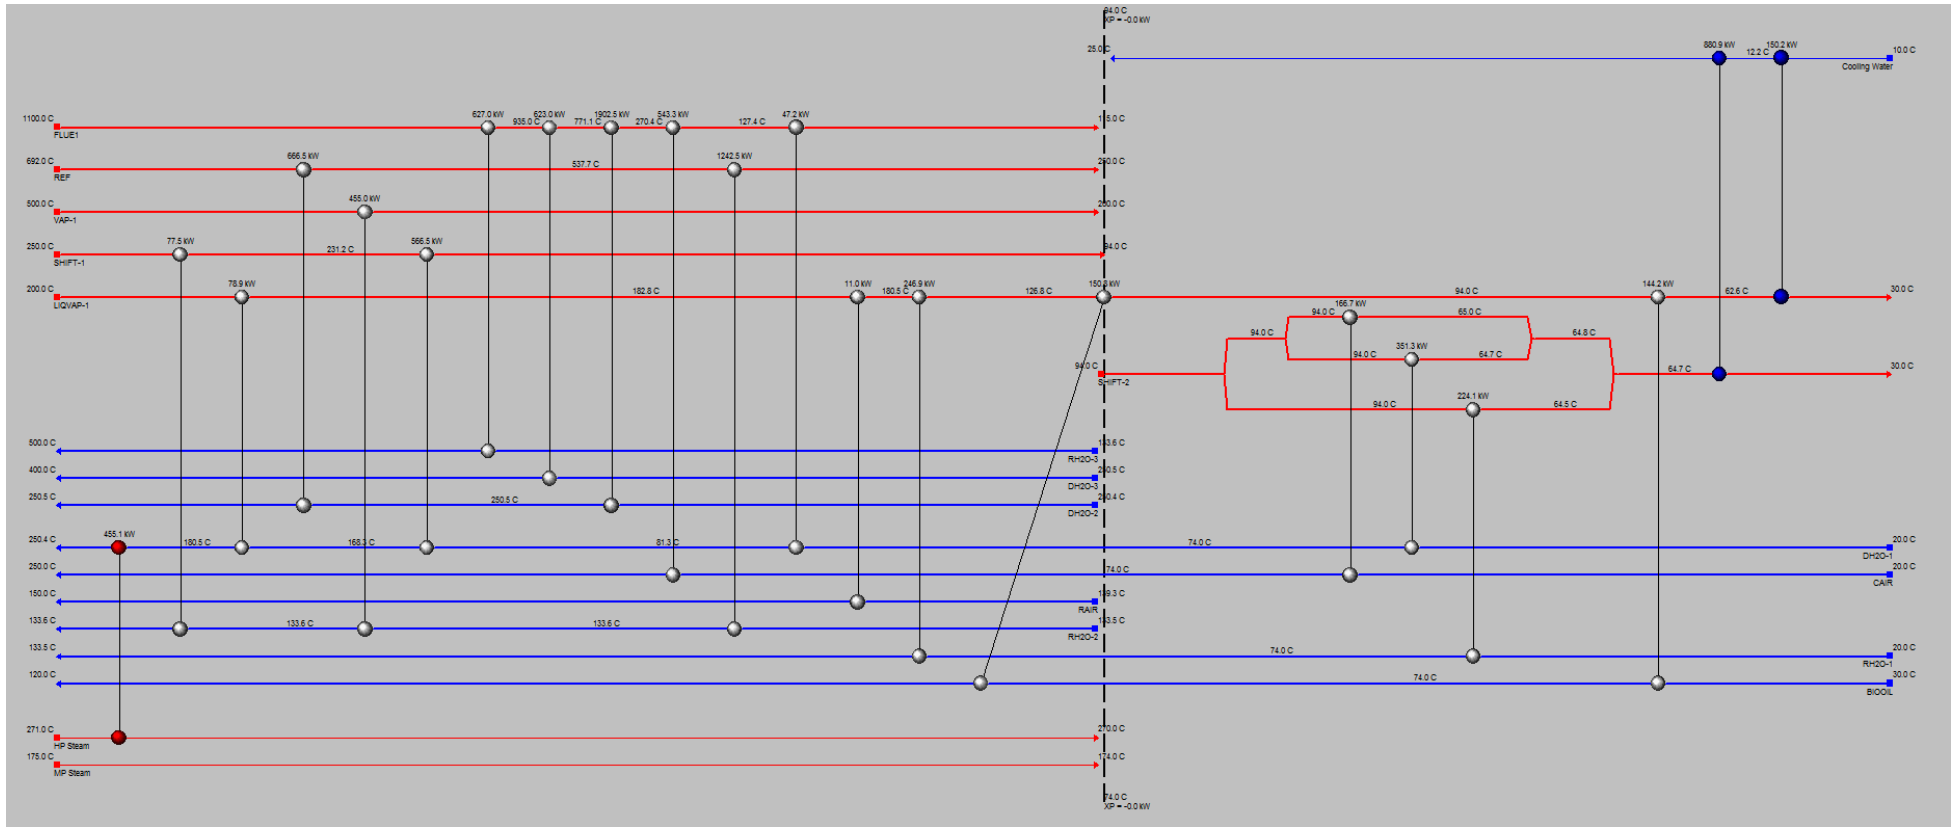 94.0 C
XP = -0.0 kW
25.0 C
880.9 kW
12.2 C
150.2 kW
10.0 C
Cooling Water
1100.0 C
FLUE1
627.0 kW
935.0 C
623.0 kW
771.1 C
1902.5 kW
270.4 C
543.3 kW
127.4 C
47.2 kW
692.0 C
REF
666.5 kW
537.7 C
1242.5 kW
500.0 C
VAP-1
455.0 kW
250.0 C
SHIFT-1
77.5 kW
231.2 C
566.5 kW
94.0 C
200.0 C
LIQVAP-1
78.9 kW
182.8 C
11.0 kW
180.5 C
246.9 kW
126.8 C
94.0 C
144.2 kW
62.6 C
30.0 C
94.0 C
166.7 kW
65.0 C
94.0 C
64.8 C
351.3 kW
94.0 C
64.7 C
94.0 C
SHIFT-2
64.7 C
30.0 C
224.1 kW
94.0 C
64.5 C
500.0 C
RH2O-3
400.0 C
DH2O-3
250.5 C
250.5 C
DH2O-2
250.4 C
455.1 kW
180.5 C
168.3 C
81.3 C
74.0 C
20.0 C
DH2O-1
250.0 C
74.0 C
20.0 C
CAIR
150.0 C
RAIR
133.6 C
133.6 C
133.6 C
RH2O-2
133.5 C
74.0 C
20.0 C
RH2O-1
120.0 C
74.0 C
30.0 C
BIOOIL
271.0 C
HP Steam
270.0 C
175.0 C
MP Steam
174.0 C
74.0 C
XP = -0.0 kW